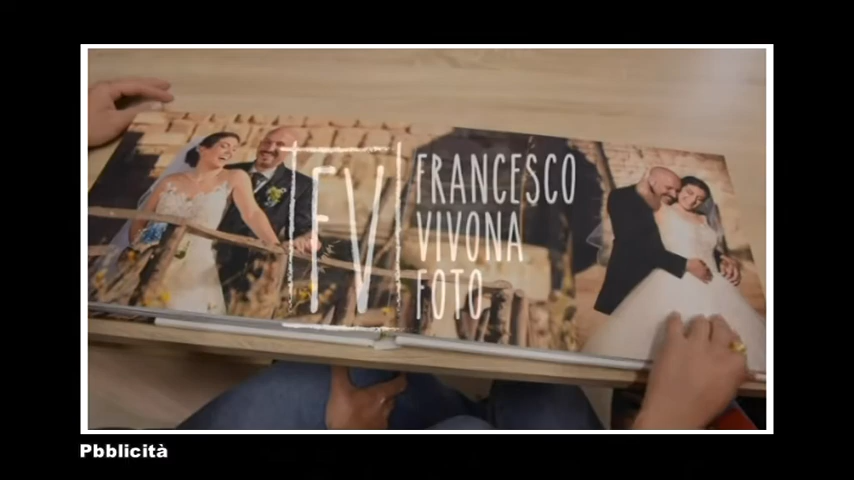 FV
FRANCESCO
VIVONA
FOTO
Pbblicità